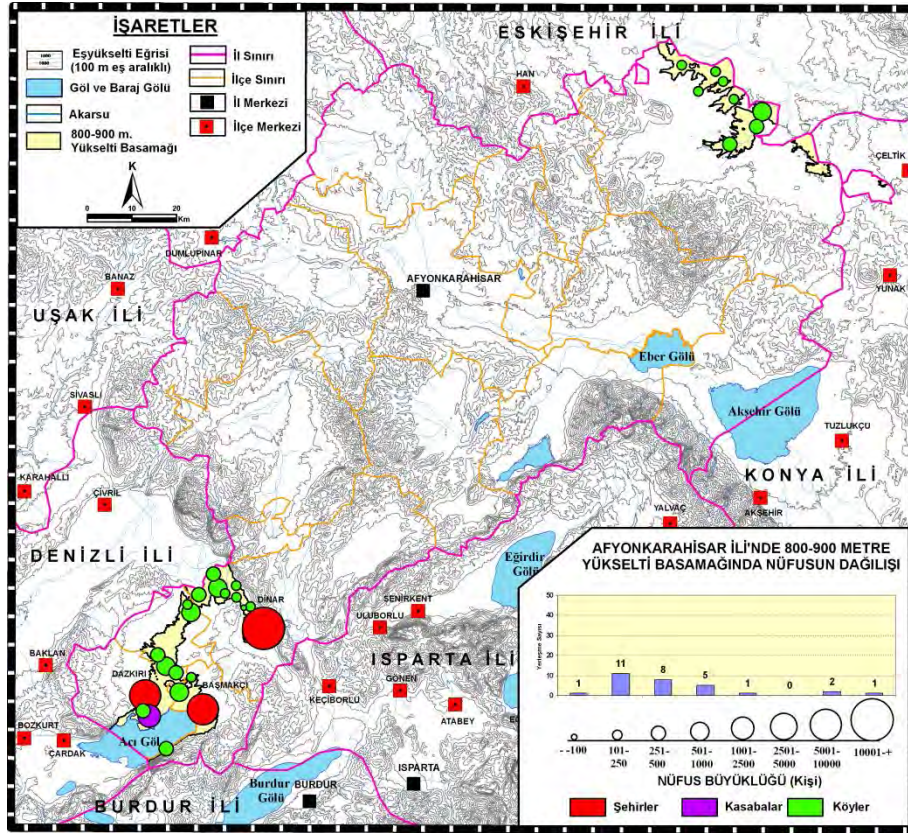 İŞARETLER
Eşyükselti Eğrisi
(100 m eş aralıklı)
Göl ve Baraj Gölü
Akarsu
800-900 m.
Yükselti Basamağı
İl Sınırı
İlçe Sınırı
İl Merkezi
İlçe Merkezi
K
0 10 20
Km
ESKİŞEHİR İLİ
HAN
ÇELTİK
DUMLUPINAR
BANAZ
UŞAK İLİ
AFYONKARAHİSAR
YUNAK
Eber Gölü
Akşehir Gölü
SİVASLI
TUZLUKÇU
KARAHALLI
ÇİVRİL
KONYA İLİ
YALVAÇ
AKŞEHİR
DENİZLİ İLİ
Eğirdir
Gölü
DİNAR
SENİRKENT
ULUBORLU
BAKLAN
DAZKIRI
BAŞMAKÇI
ISPARTA İLİ
KEÇİBORLU
GÖNEN
ATABEY
BOZKURT
ÇARDAK
Acı Göl
Burdur
Gölü
BURDUR
ISPARTA
BURDUR İLİ
AFYONKARAHİSAR İLİ'NDE 800-900 METRE
YÜKSELTİ BASAMAĞINDA NÜFUSUN DAĞILIŞI
Yerleşme Sayısı
50
40
30
20
10
0
1 11 8 5 1 0 2 1
--100 101-250 251-500 501-1000 1001-2500 2501-5000 5001-10000 10001-+
NÜFUS BÜYÜKLÜĞÜ (Kişi)
Şehirler
Kasabalar
Köyler